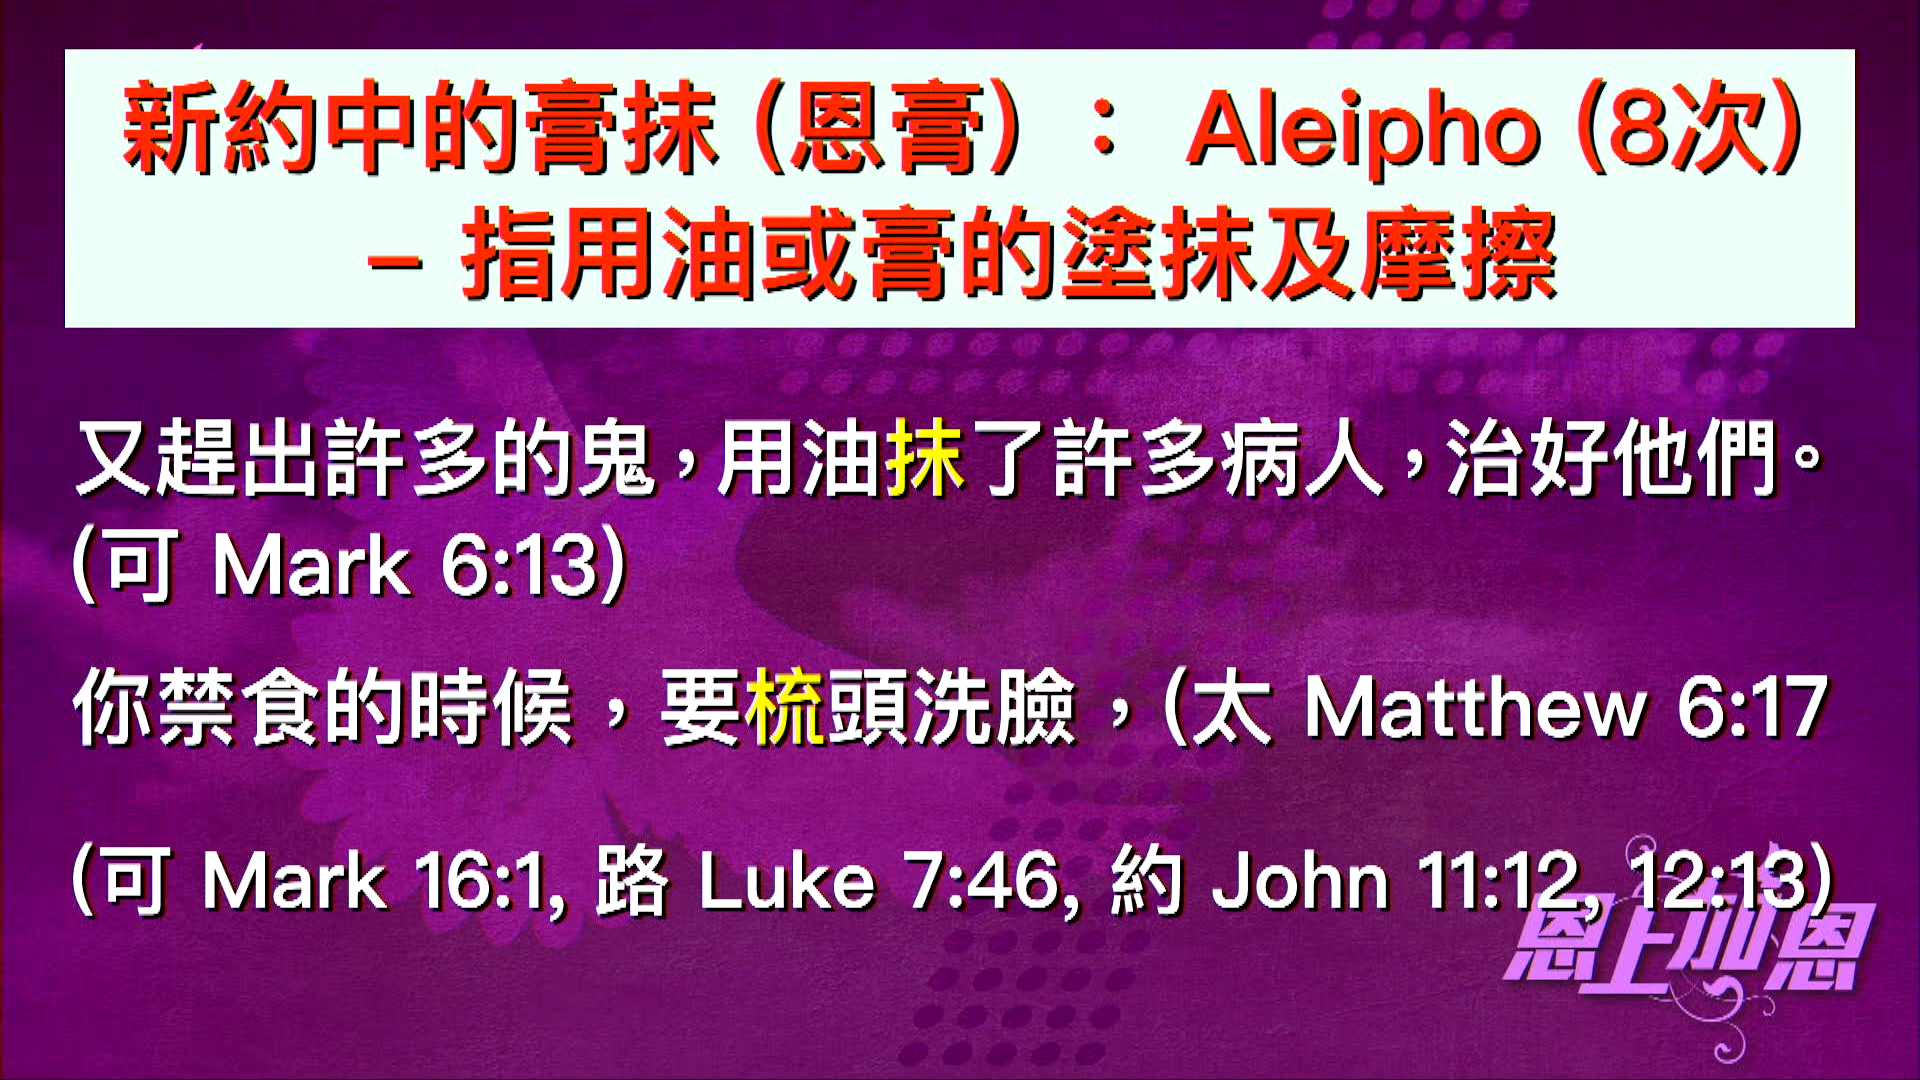 新約中的膏抹 (恩膏) ： Aleipho (8次)
– 指用油或膏的塗抹及摩擦
又趕出許多的鬼，用油抹了許多病人，治好他們。
(可 Mark 6:13)
你禁食的時候，要梳頭洗臉，(太 Matthew 6:17
(可 Mark 16:1, 路 Luke 7:46, 約 John 11:12, 12:13)
恩上加恩